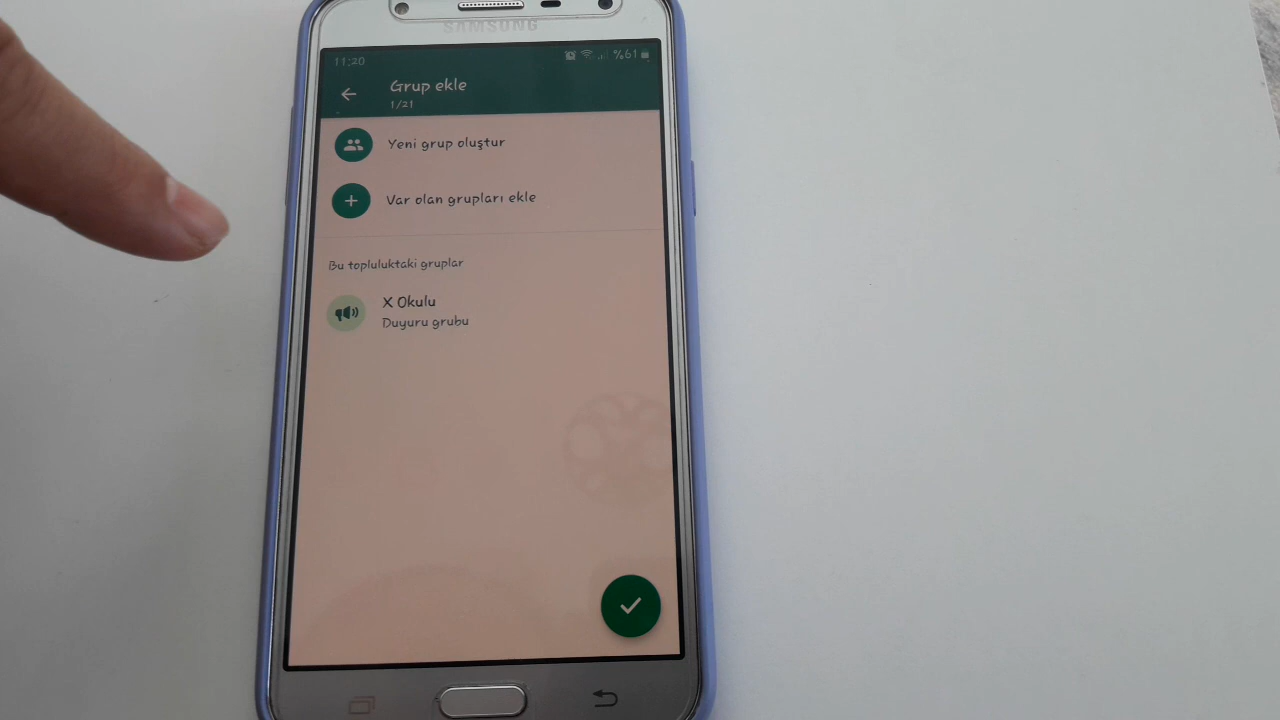 SAMSUNG
11:20
%61
Grup ekle
1/21
Yeni grup oluştur
Var olan grupları ekle
Bu topluluktaki gruplar
X Okulu
Duyuru grubu